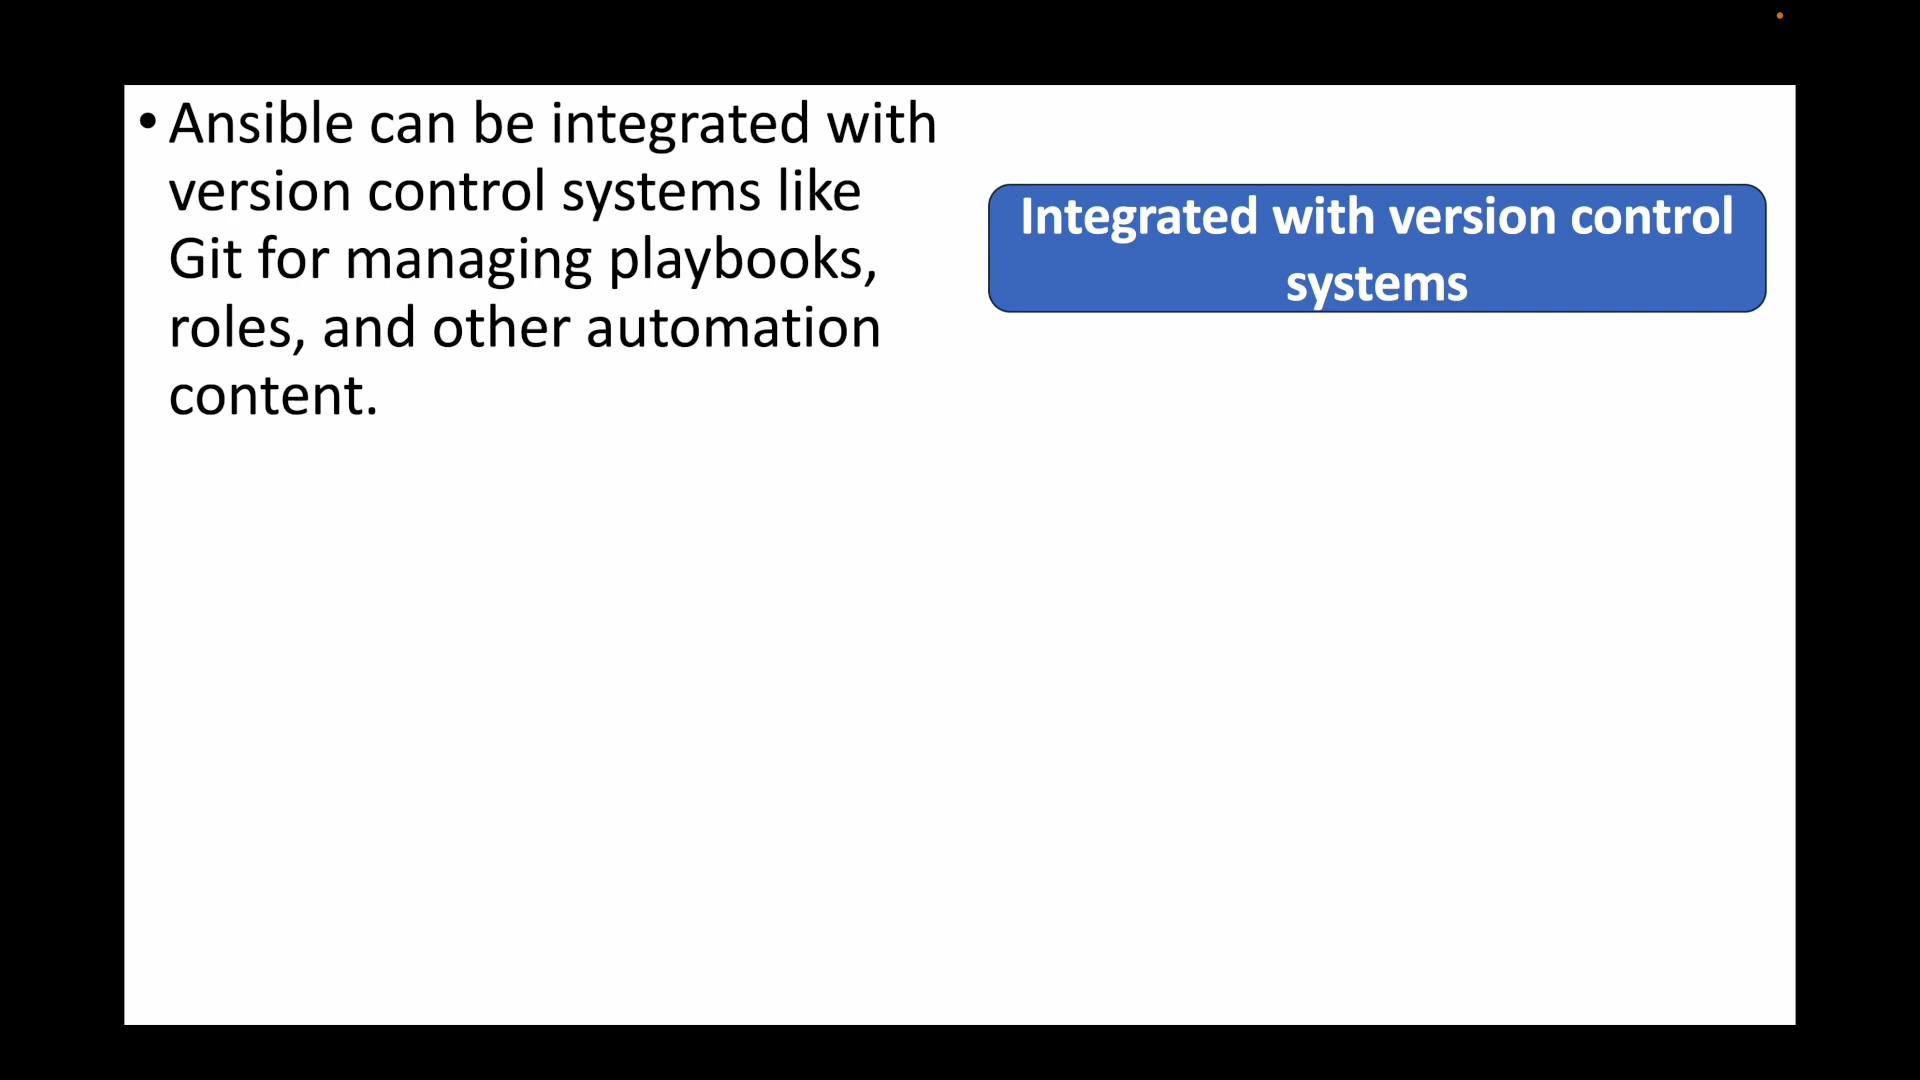 • Ansible can be integrated with
version control systems like
Git for managing playbooks,
roles, and other automation
content.
Integrated with version control
systems